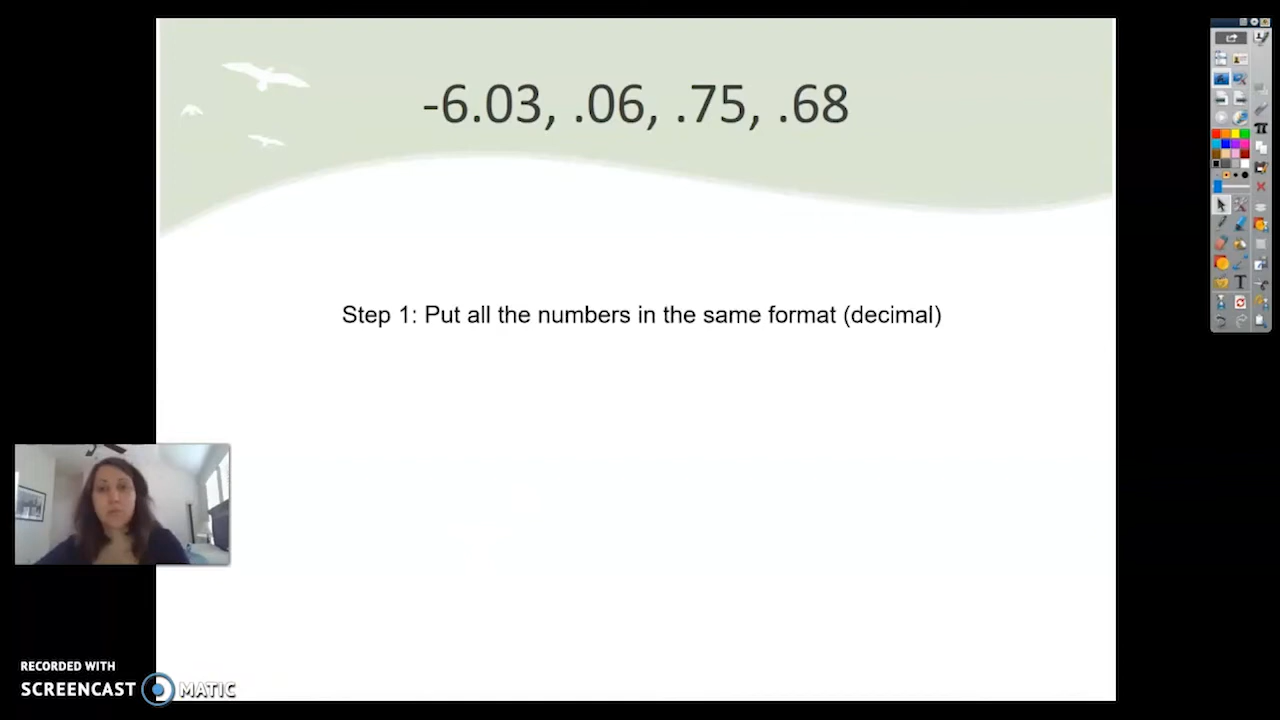 -6.03, .06, .75, .68
Step 1: Put all the numbers in the same format (decimal)
RECORDED WITH
SCREENCAST MATIC